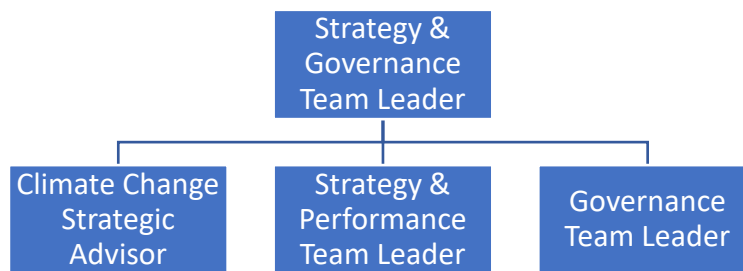 Strategy &
Governance
Team Leader
Climate Change
Strategic
Advisor
Strategy &
Performance
Team Leader
Governance
Team Leader